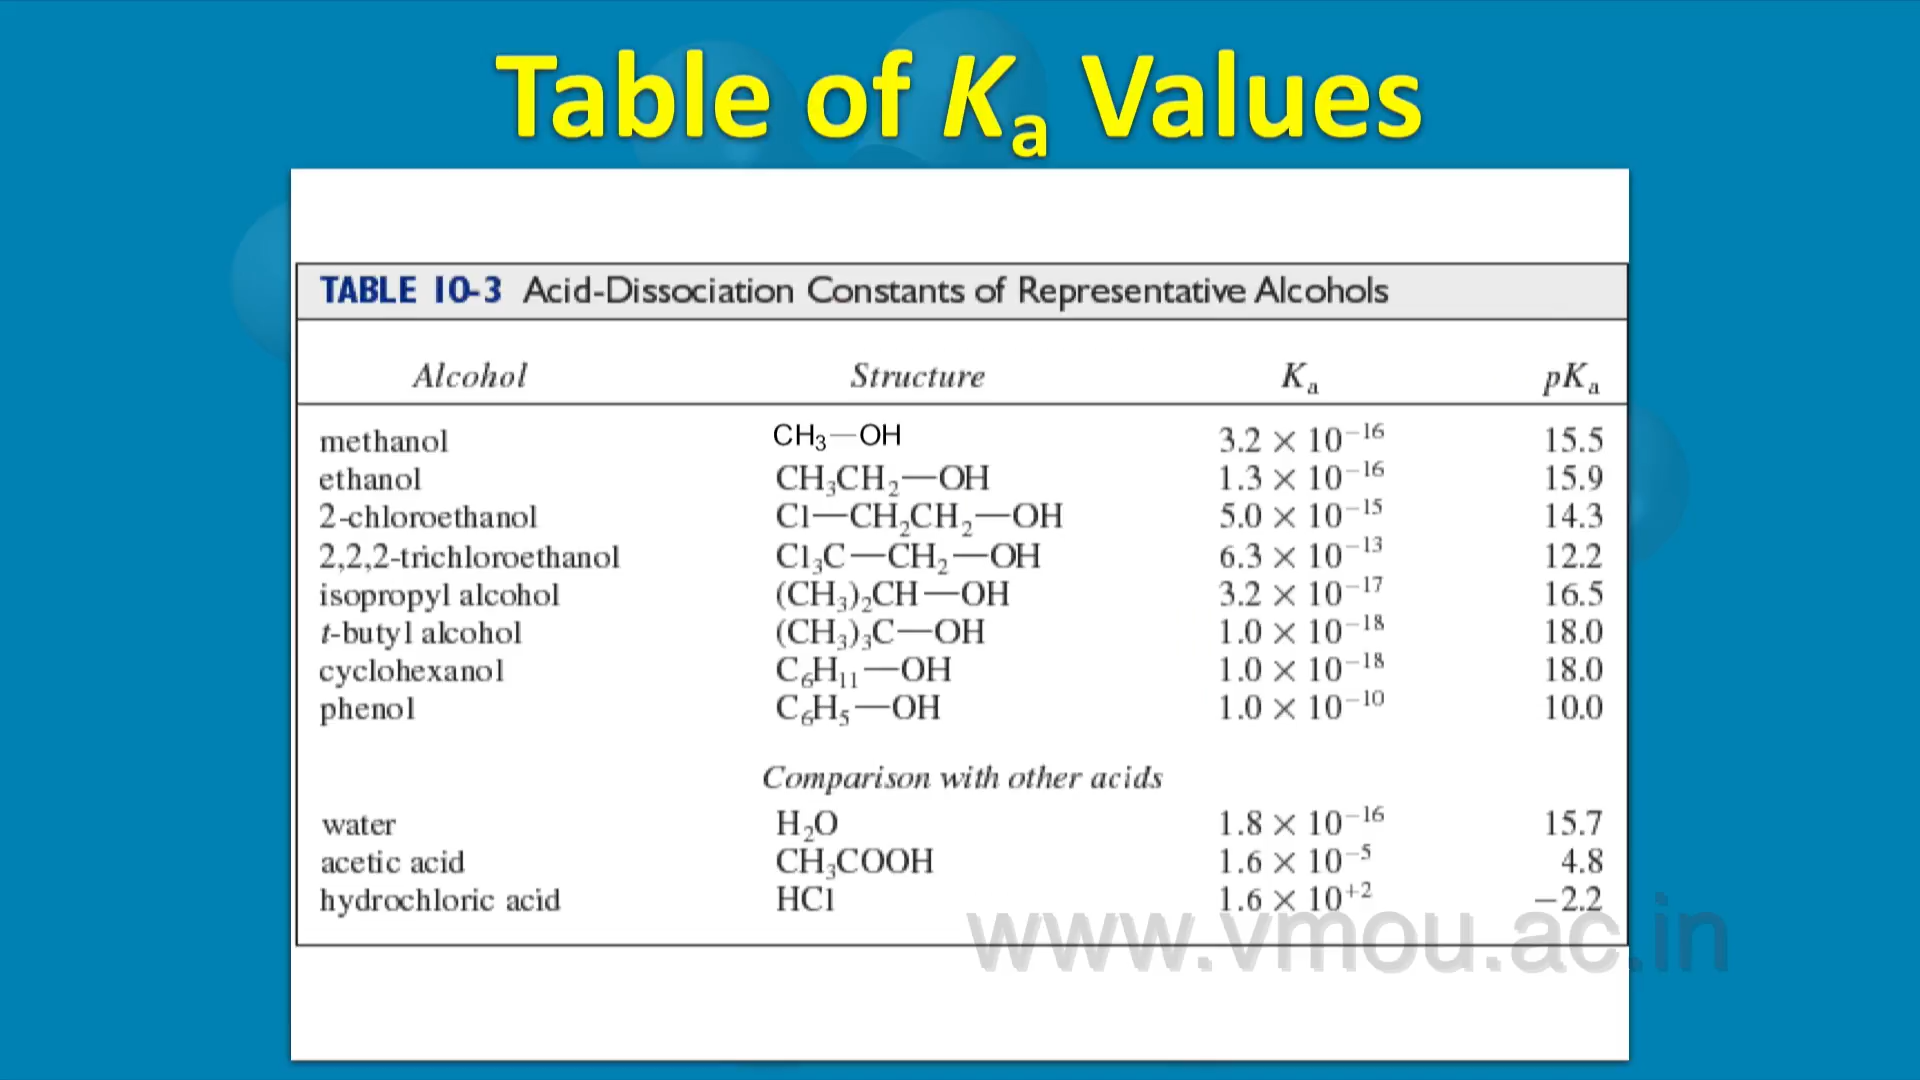 Table of Kₐ Values
TABLE 10-3 Acid-Dissociation Constants of Representative Alcohols
Alcohol Structure Kₐ pKₐ
methanol CH₃—OH 3.2 × 10⁻¹⁶ 15.5
ethanol CH₃CH₂—OH 1.3 × 10⁻¹⁶ 15.9
2-chloroethanol Cl—CH₂CH₂—OH 5.0 × 10⁻¹⁵ 14.3
2,2,2-trichloroethanol Cl₃C—CH₂—OH 6.3 × 10⁻¹³ 12.2
isopropyl alcohol (CH₃)₂CH—OH 3.2 × 10⁻¹⁷ 16.5
t-butyl alcohol (CH₃)₃C—OH 1.0 × 10⁻¹⁸ 18.0
cyclohexanol C₆H₁₁—OH 1.0 × 10⁻¹⁸ 18.0
phenol C₆H₅—OH 1.0 × 10⁻¹⁰ 10.0
Comparison with other acids
water H₂O 1.8 × 10⁻¹⁶ 15.7
acetic acid CH₃COOH 1.6 × 10⁻⁵ 4.8
hydrochloric acid HCl 1.6 × 10⁺² −2.2
www.vmou.ac.in